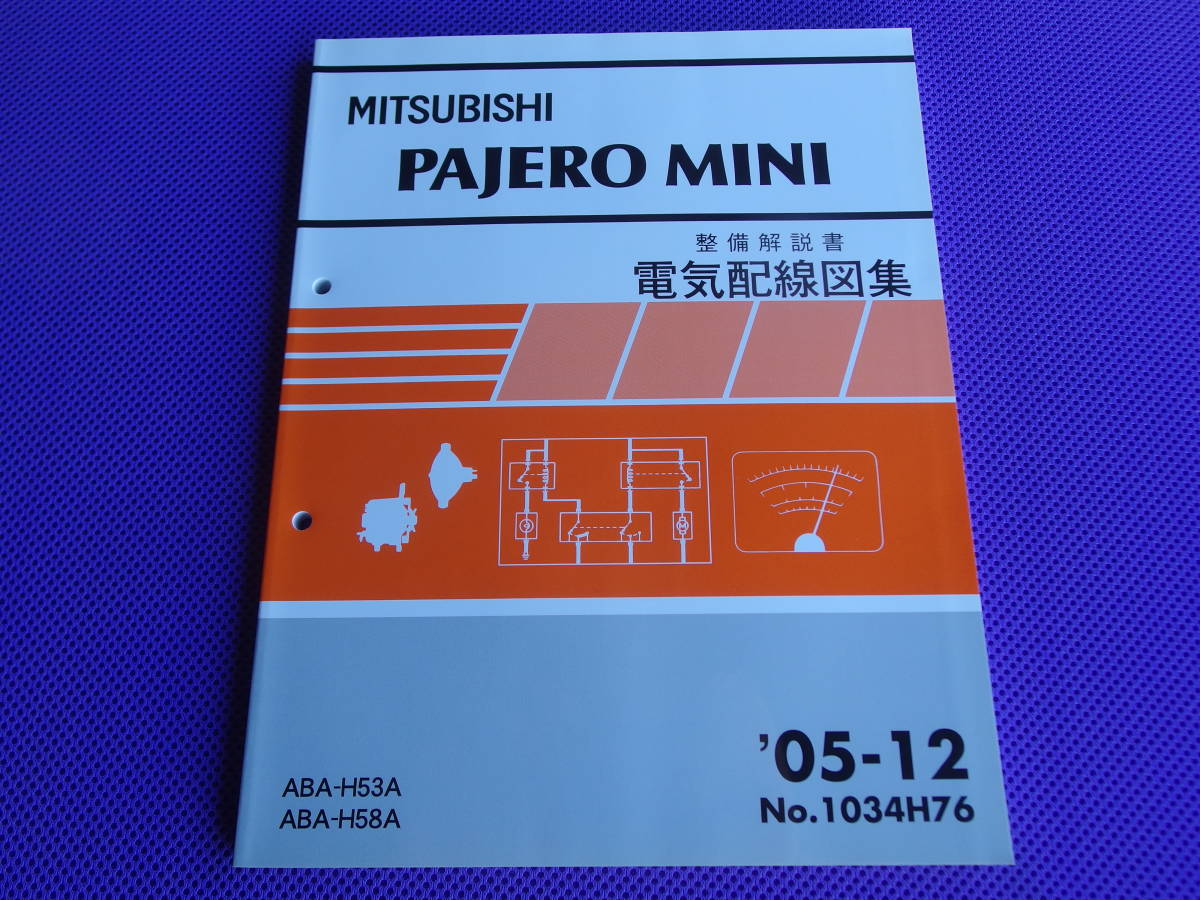 MITSUBISHI
PAJERO MINI
整備解説書
電気配線図集
M
ABA-H53A
ABA-H58A
'05-12
No.1034H76